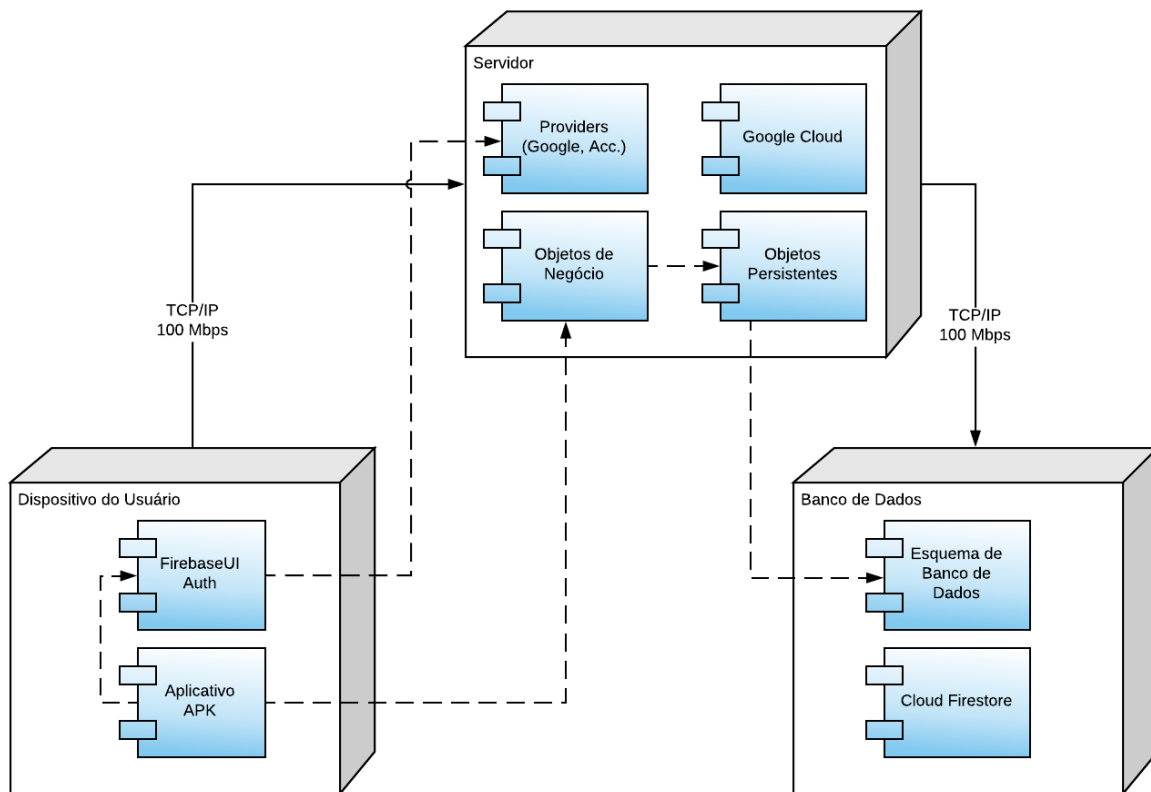 Servidor
Providers
(Google, Acc.)
Google Cloud
Objetos de
Negócio
Objetos
Persistentes
TCP/IP
100 Mbps
TCP/IP
100 Mbps
Dispositivo do Usuário
FirebaseUI
Auth
Aplicativo
APK
Banco de Dados
Esquema de
Banco de
Dados
Cloud Firestore